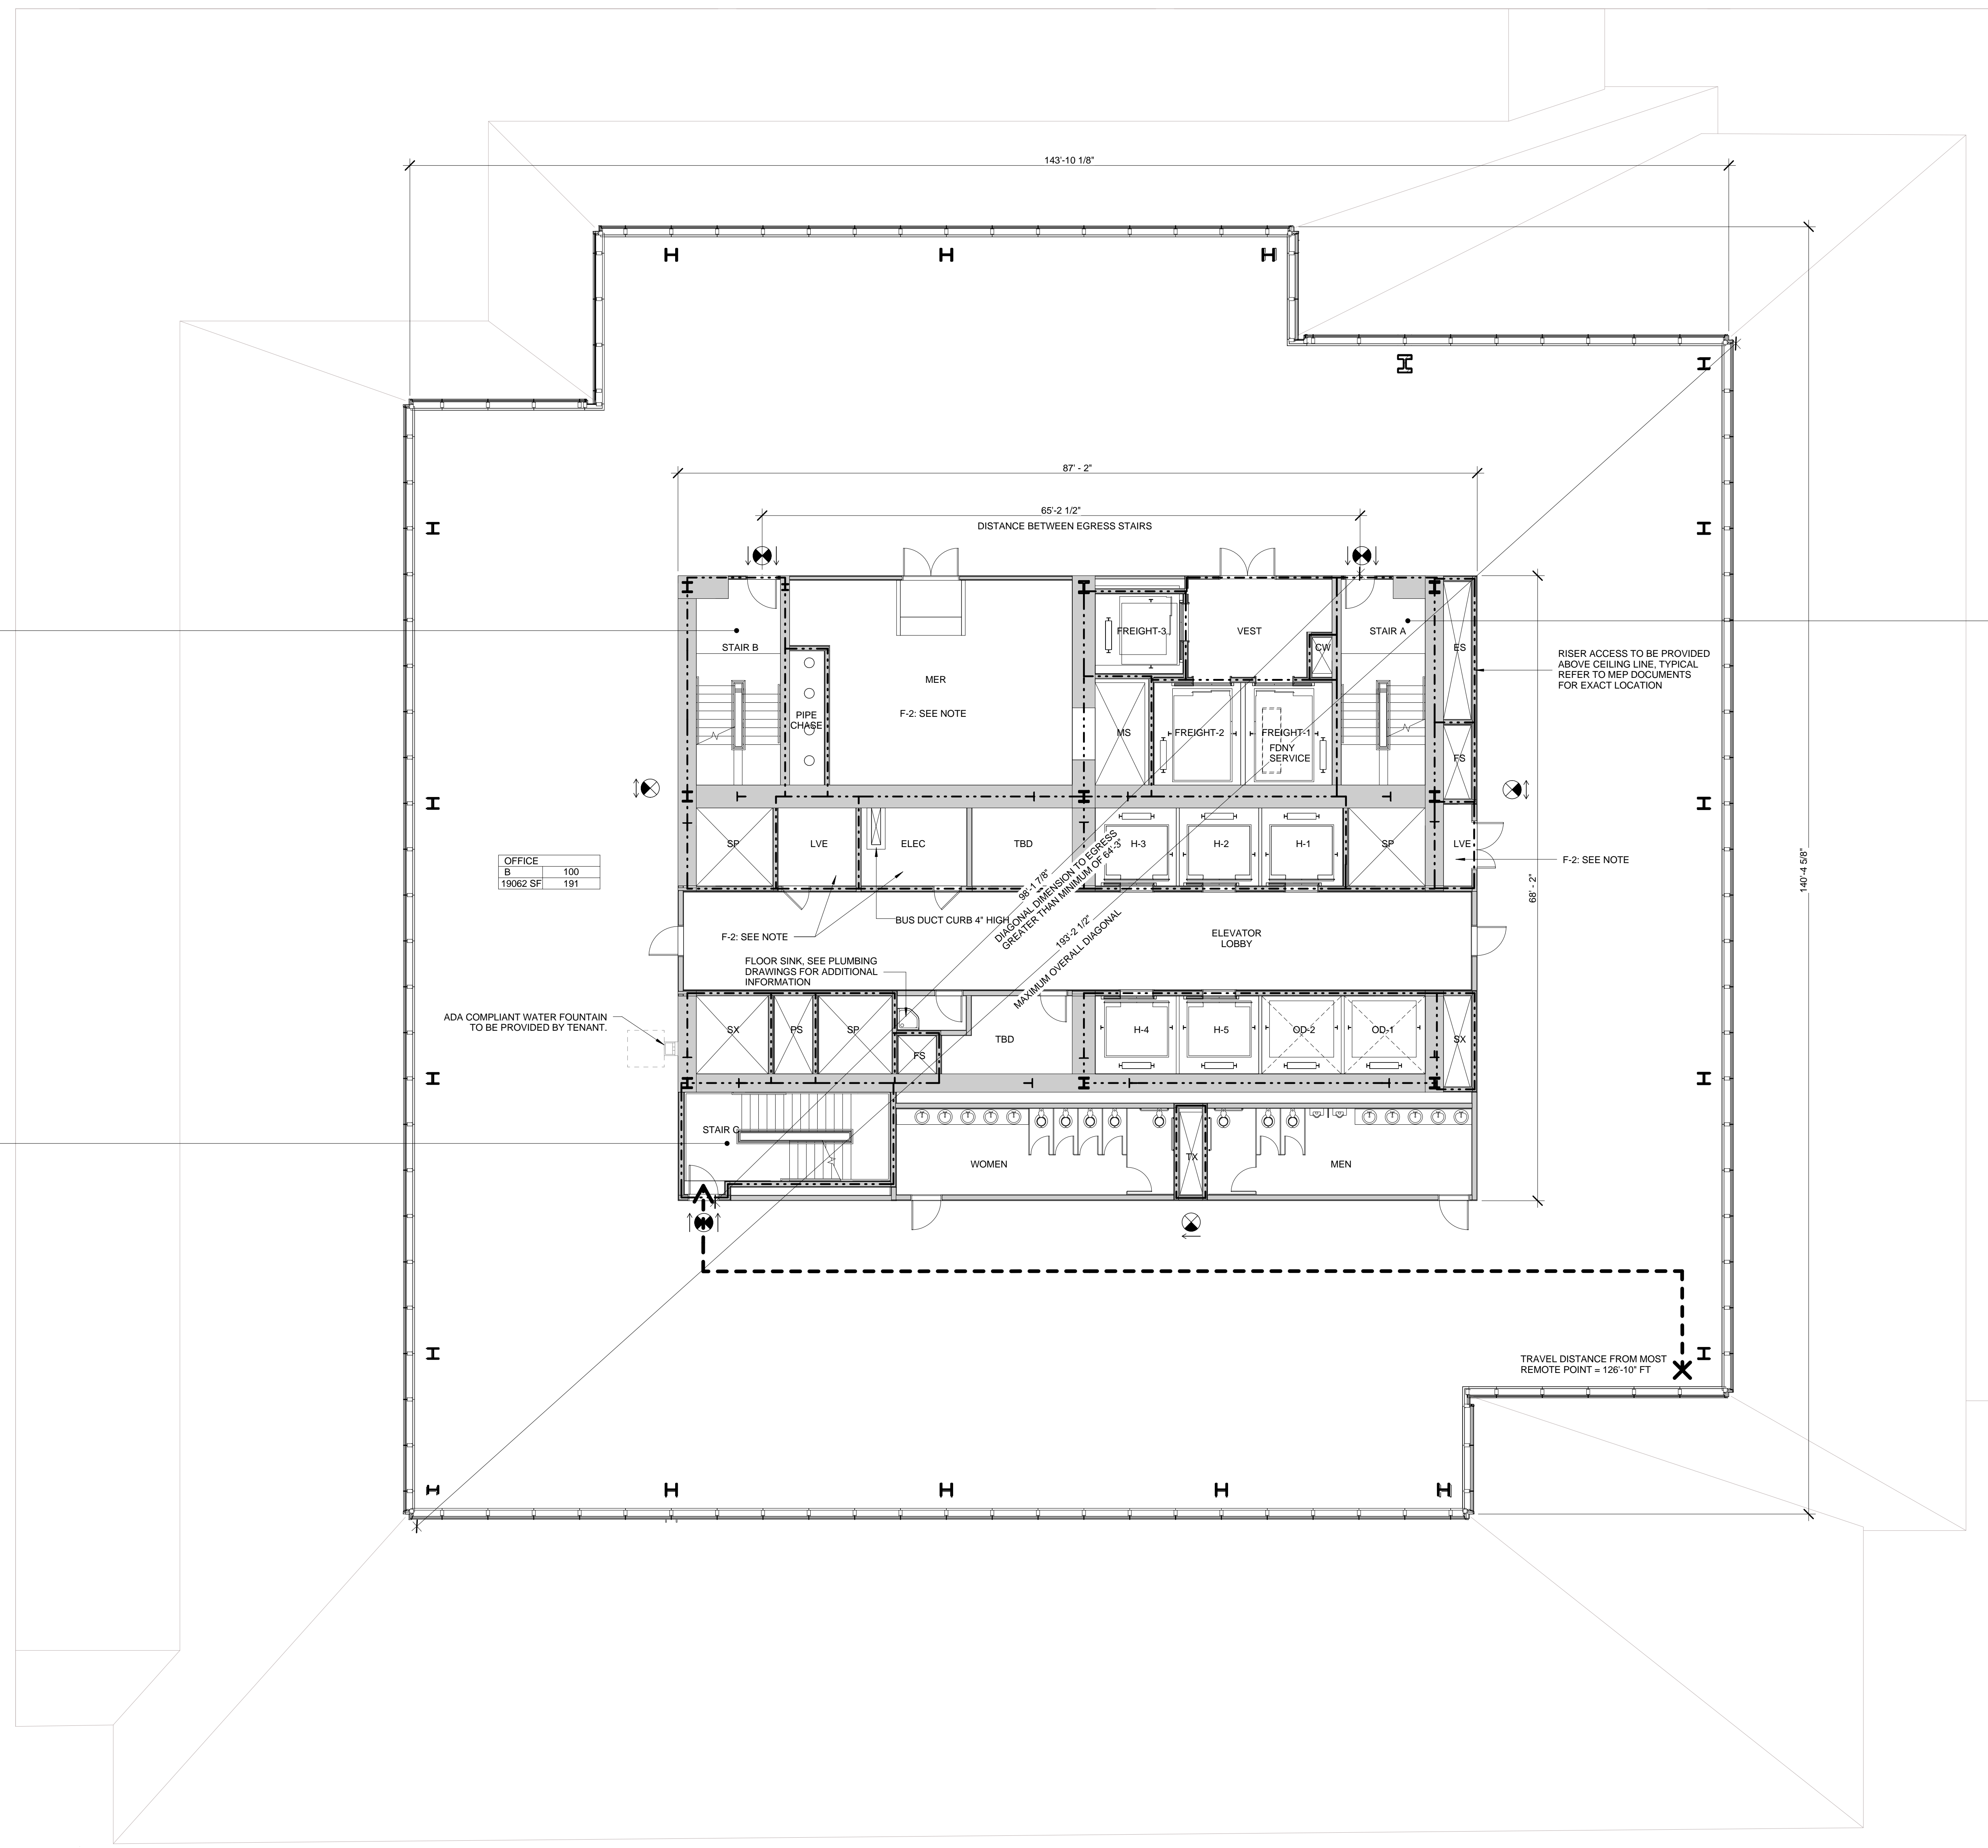 143'-10 1/8"
87' - 2"
65'-2 1/2"
DISTANCE BETWEEN EGRESS STAIRS
STAIR B
MER
F-2: SEE NOTE
PIPE
CHASE
FREIGHT-3
VEST
CW
STAIR A
ES
RISER ACCESS TO BE PROVIDED
ABOVE CEILING LINE, TYPICAL
REFER TO MEP DOCUMENTS
FOR EXACT LOCATION
MS
FREIGHT-2
FREIGHT-1
FDNY
SERVICE
FS
SP
LVE
ELEC
TBD
H-3
H-2
H-1
SP
LVE
F-2: SEE NOTE
OFFICE
B 100
19062 SF 191
140'-4 5/8"
68' - 2"
98'-1 7/8"
DIAGONAL DIMENSION TO EGRESS
GREATER THAN MINIMUM OF 64'-3"
BUS DUCT CURB 4" HIGH
193'-2 1/2"
MAXIMUM OVERALL DIAGONAL
F-2: SEE NOTE
ELEVATOR
LOBBY
FLOOR SINK, SEE PLUMBING
DRAWINGS FOR ADDITIONAL
INFORMATION
ADA COMPLIANT WATER FOUNTAIN
TO BE PROVIDED BY TENANT.
SX
PS
SP
FS
TBD
H-4
H-5
OD-2
OD-1
SX
STAIR C
WOMEN
TX
MEN
TRAVEL DISTANCE FROM MOST
REMOTE POINT = 126'-10" FT